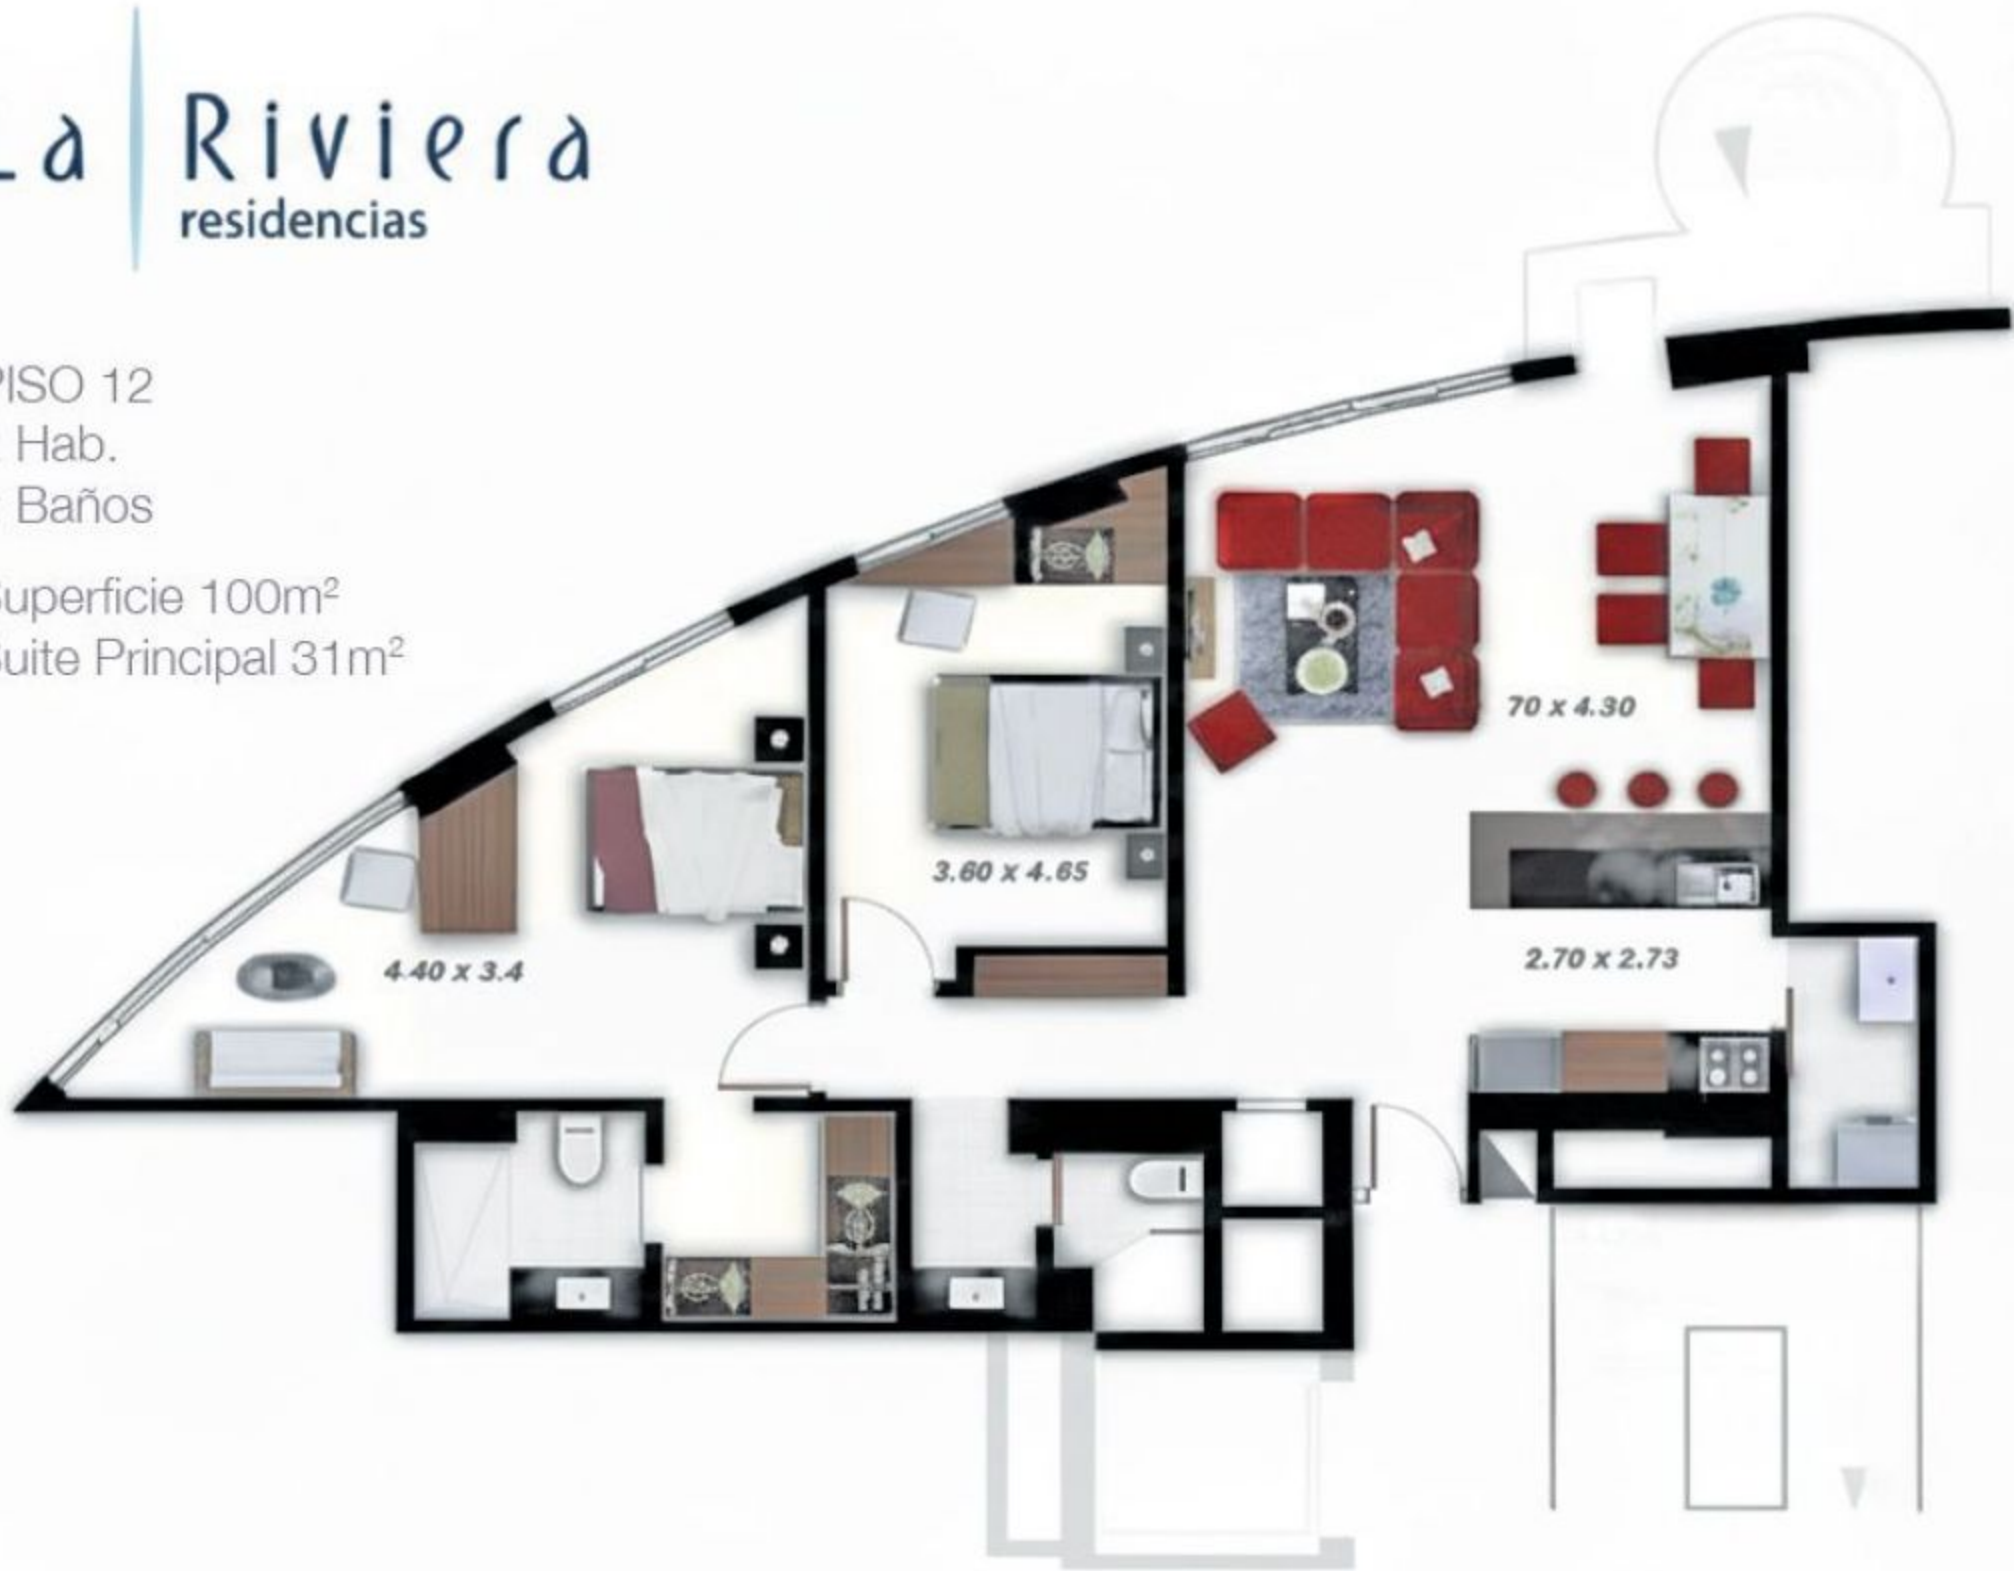 La Riviera
residencias
PISO 12
Hab.
Baños
Superficie 100m²
Suite Principal 31m²
70 x 4.30
3.60 x 4.65
2.70 x 2.73
4.40 x 3.4